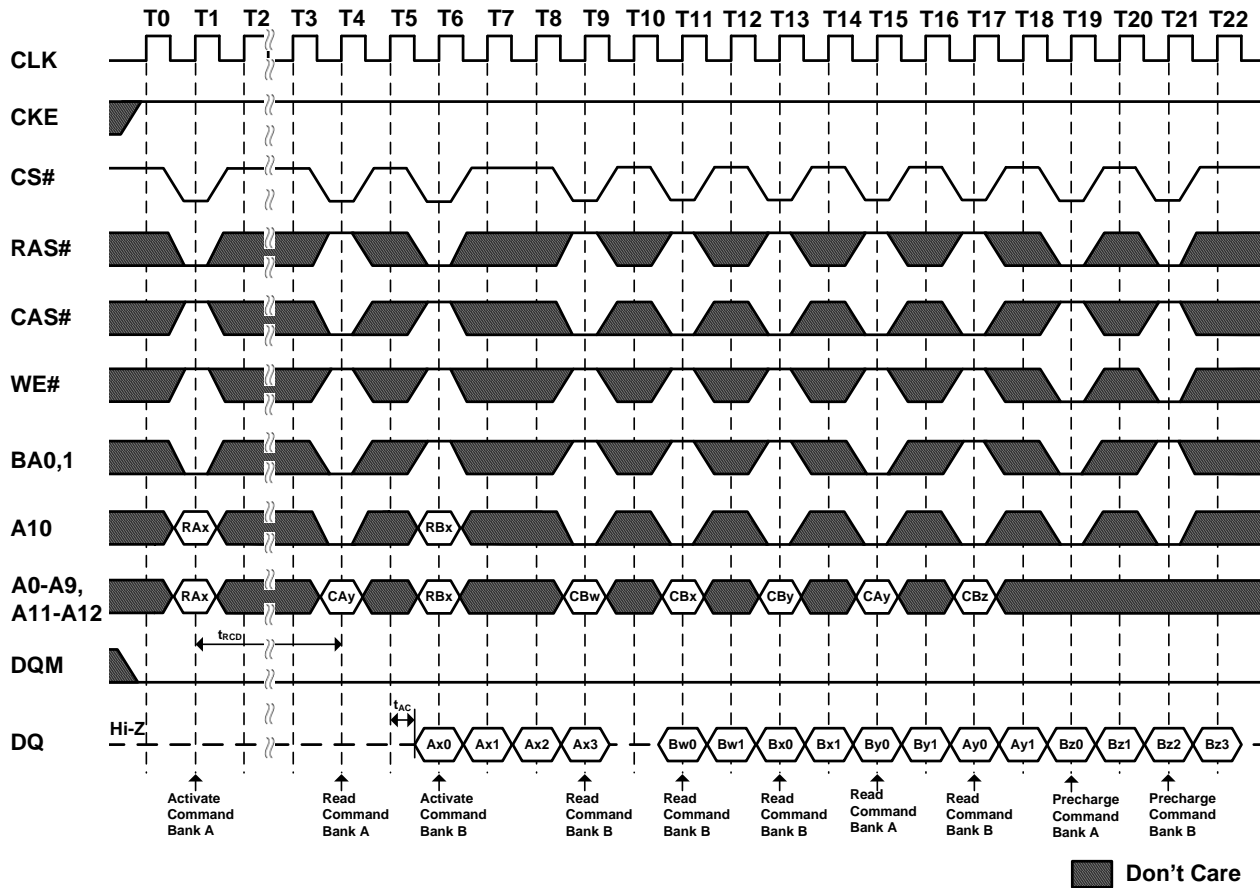 T0 T1 T2 T3 T4 T5 T6 T7 T8 T9 T10 T11 T12 T13 T14 T15 T16 T17 T18 T19 T20 T21 T22
CLK
CKE
CS#
RAS#
CAS#
WE#
BA0,1
A10 RAx RBx
A0-A9,
A11-A12 RAx CAy RBx CBw CBx CBy CAy CBz
tRCD
DQM
tAC
Hi-Z
DQ Ax0 Ax1 Ax2 Ax3 Bw0 Bw1 Bx0 Bx1 By0 By1 Ay0 Ay1 Bz0 Bz1 Bz2 Bz3
Activate
Command
Bank A
Read
Command
Bank A
Activate
Command
Bank B
Read
Command
Bank B
Read
Command
Bank B
Read
Command
Bank B
Read
Command
Bank A
Read
Command
Bank B
Precharge
Command
Bank A
Precharge
Command
Bank B
Don't Care